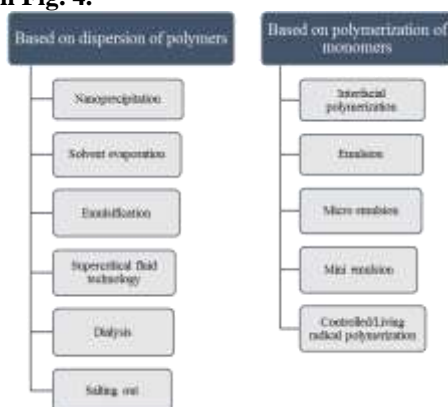 n Fig. 4.
Based on dispersion of polymers
Nanoprecipitation
Solvent evaporation
Emulsification
Supercritical fluid
technology
Dialysis
Salting out
Based on polymerization of
monomers
Interfacial
polymerization
Emulsion
Micro emulsion
Mini emulsion
Controlled/Living
radical polymerization